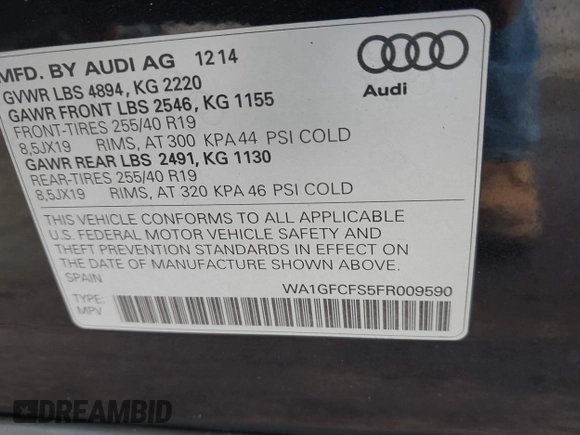 MFD. BY AUDI AG 12 14
GVWR LBS 4894, KG 2220
GAWR FRONT LBS 2546, KG 1155
FRONT-TIRES 255/40 R19
8,5JX19 RIMS, AT 300 KPA 44 PSI COLD
GAWR REAR LBS 2491, KG 1130
REAR-TIRES 255/40 R19
8,5JX19 RIMS, AT 320 KPA 46 PSI COLD
Audi
THIS VEHICLE CONFORMS TO ALL APPLICABLE
U.S. FEDERAL MOTOR VEHICLE SAFETY AND
THEFT PREVENTION STANDARDS IN EFFECT ON
THE DATE OF MANUFACTURE SHOWN ABOVE.
SPAIN
WA1GFCFS5FR009590
TYPE:
MPV
DREAMBID